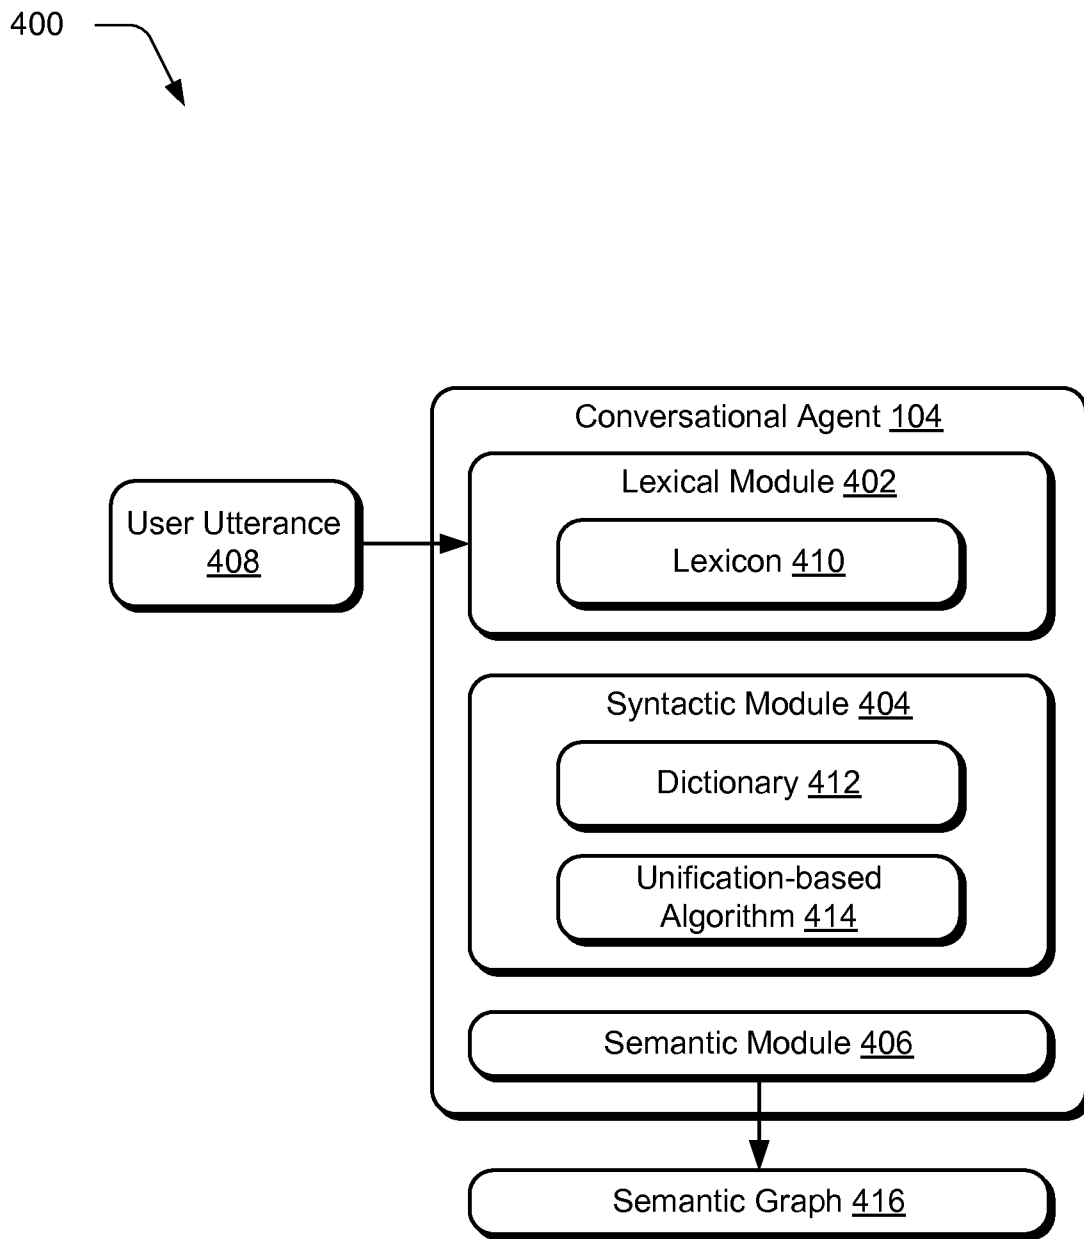 400
Conversational Agent 104
Lexical Module 402
User Utterance
408
Lexicon 410
Syntactic Module 404
Dictionary 412
Unification-based
Algorithm 414
Semantic Module 406
Semantic Graph 416